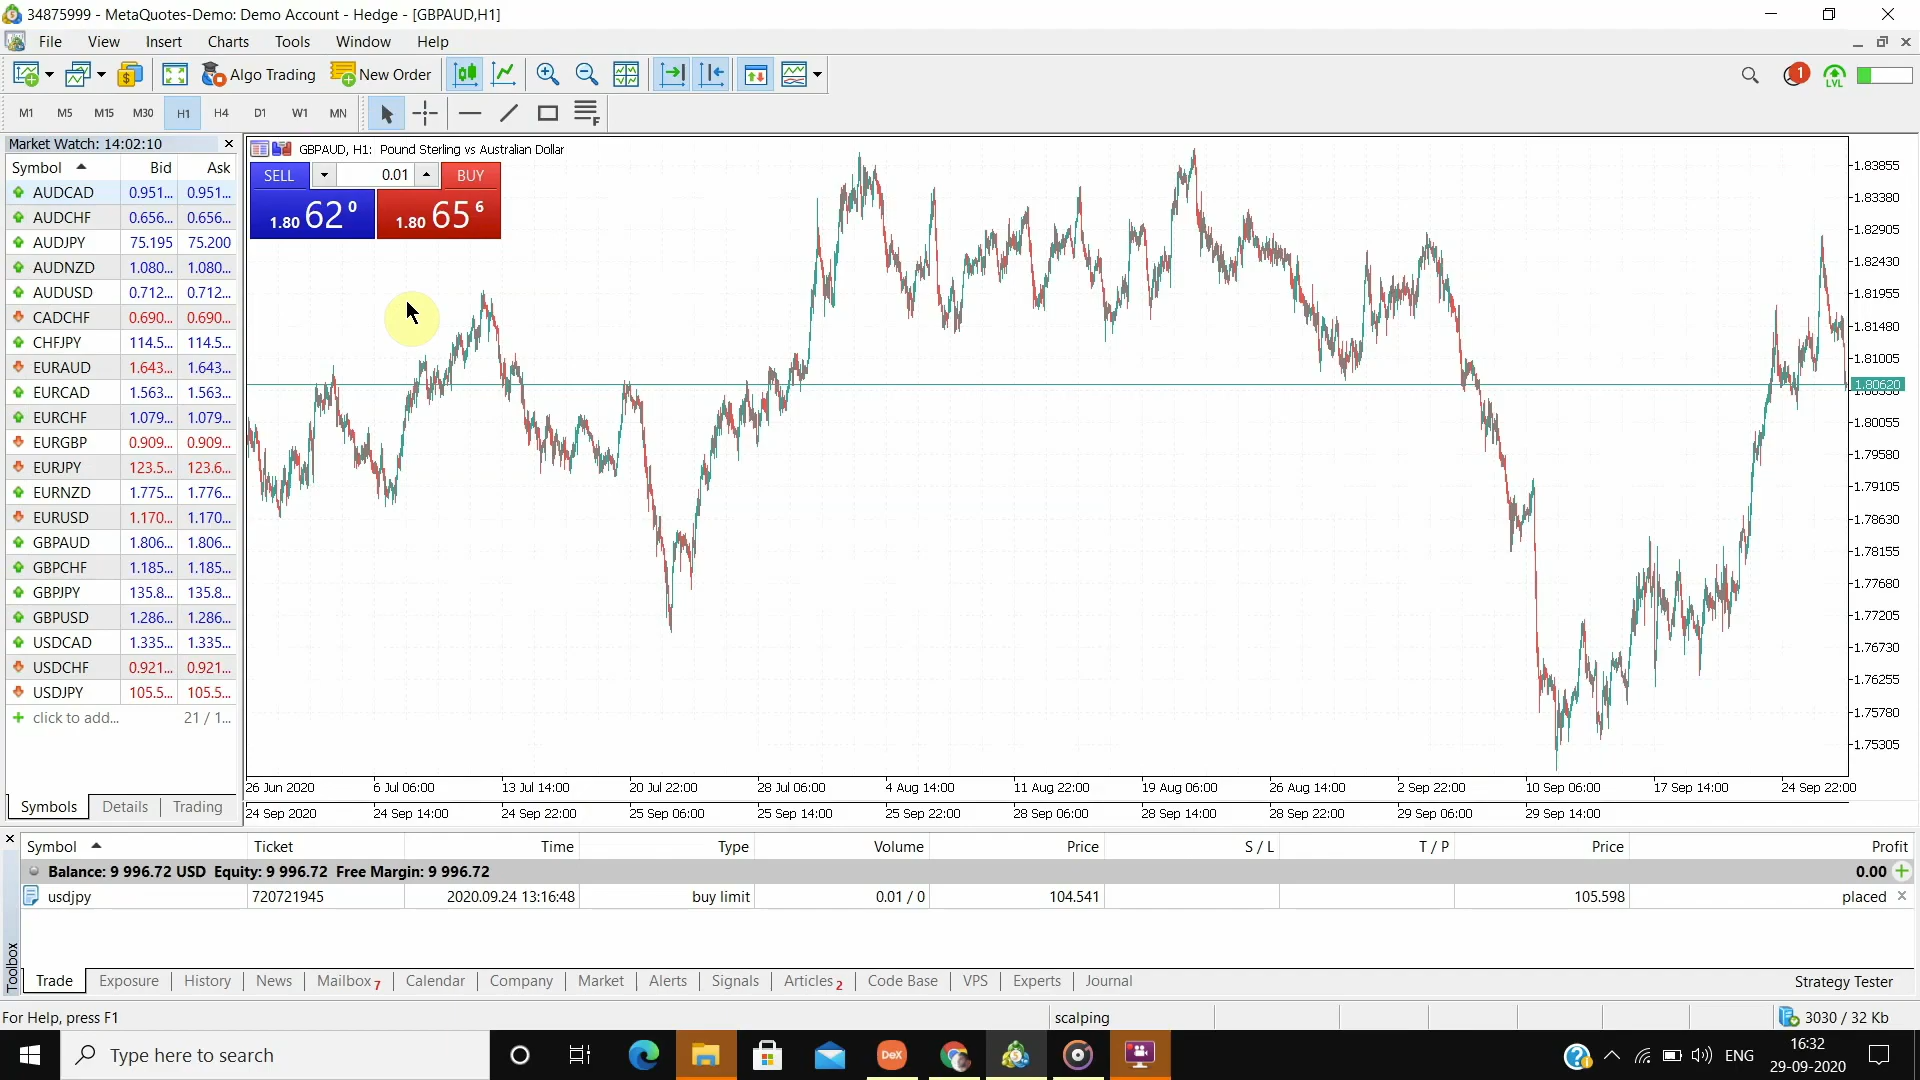 34875999 - MetaQuotes-Demo: Demo Account - Hedge - [GBPAUD,H1]
File View Insert Charts Tools Window Help
Algo Trading New Order 1 LVL
M1 M5 M15 M30 H1 H4 D1 W1 MN
Market Watch: 14:02:10
Symbol Bid Ask
AUDCAD 0.951... 0.951...
AUDCHF 0.656... 0.656...
AUDJPY 75.195 75.200
AUDNZD 1.080... 1.080...
AUDUSD 0.712... 0.712...
CADCHF 0.690... 0.690...
CHFJPY 114.5... 114.5...
EURAUD 1.643... 1.643...
EURCAD 1.563... 1.563...
EURCHF 1.079... 1.079...
EURGBP 0.909... 0.909...
EURJPY 123.5... 123.6...
EURNZD 1.775... 1.776...
EURUSD 1.170... 1.170...
GBPAUD 1.806... 1.806...
GBPCHF 1.185... 1.185...
GBPJPY 135.8... 135.8...
GBPUSD 1.286... 1.286...
USDCAD 1.335... 1.335...
USDCHF 0.921... 0.921...
USDJPY 105.5... 105.5...
click to add... 21 / 1...
Symbols Details Trading
GBPAUD, H1: Pound Sterling vs Australian Dollar
SELL 0.01 BUY
1.80 62 0 1.80 65 6
1.83855
1.83380
1.82905
1.82430
1.81955
1.81480
1.81005
1.80620
1.80055
1.79580
1.79105
1.78630
1.78155
1.77680
1.77205
1.76730
1.76255
1.75780
1.75305
26 Jun 2020 6 Jul 06:00 13 Jul 14:00 20 Jul 22:00 28 Jul 06:00 4 Aug 14:00 11 Aug 22:00 19 Aug 06:00 26 Aug 14:00 2 Sep 22:00 10 Sep 06:00 17 Sep 14:00 24 Sep 22:00
24 Sep 2020 24 Sep 14:00 24 Sep 22:00 25 Sep 06:00 25 Sep 14:00 25 Sep 22:00 28 Sep 06:00 28 Sep 14:00 28 Sep 22:00 29 Sep 06:00 29 Sep 14:00
Symbol Ticket Time Type Volume Price S / L T / P Price Profit
Balance: 9 996.72 USD Equity: 9 996.72 Free Margin: 9 996.72 0.00
usdjpy 720721945 2020.09.24 13:16:48 buy limit 0.01 / 0 104.541 105.598 placed
Toolbox
Trade Exposure History News Mailbox 7 Calendar Company Market Alerts Signals Articles 2 Code Base VPS Experts Journal Strategy Tester
For Help, press F1 scalping 3030 / 32 Kb
Type here to search DeX ENG 16:32
29-09-2020